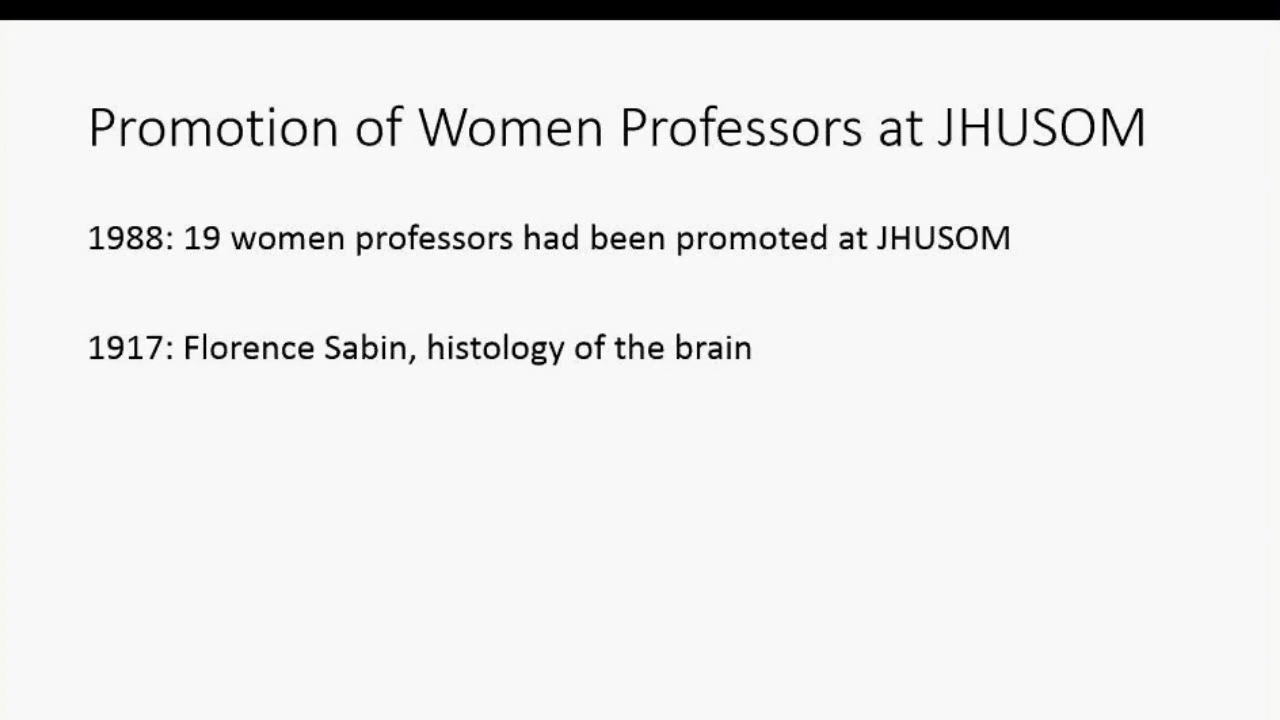 Promotion of Women Professors at JHUSOM
1988: 19 women professors had been promoted at JHUSOM
1917: Florence Sabin, histology of the brain